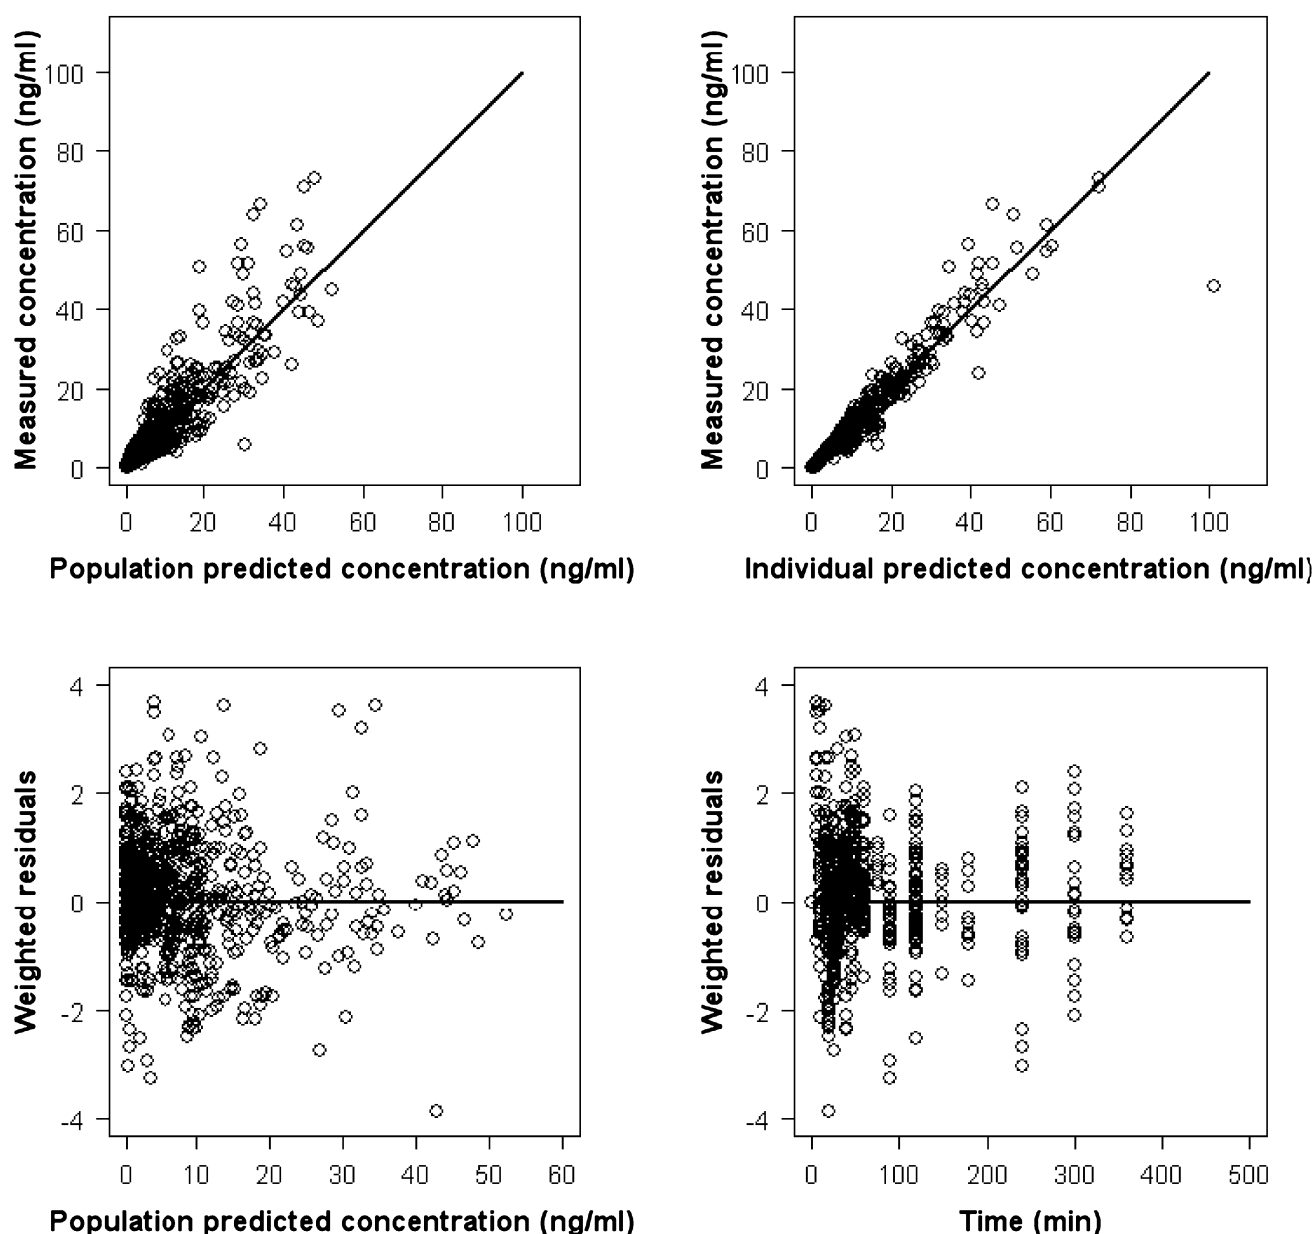 Measured concentration (ng/ml)
100
80
60
40
20
0
0 20 40 60 80 100
Population predicted concentration (ng/ml)
Measured concentration (ng/ml)
100
80
60
40
20
0
0 20 40 60 80 100
Individual predicted concentration (ng/ml)
Weighted residuals
4
2
0
-2
-4
0 10 20 30 40 50 60
Population predicted concentration (ng/ml)
Weighted residuals
4
2
0
-2
-4
0 100 200 300 400 500
Time (min)